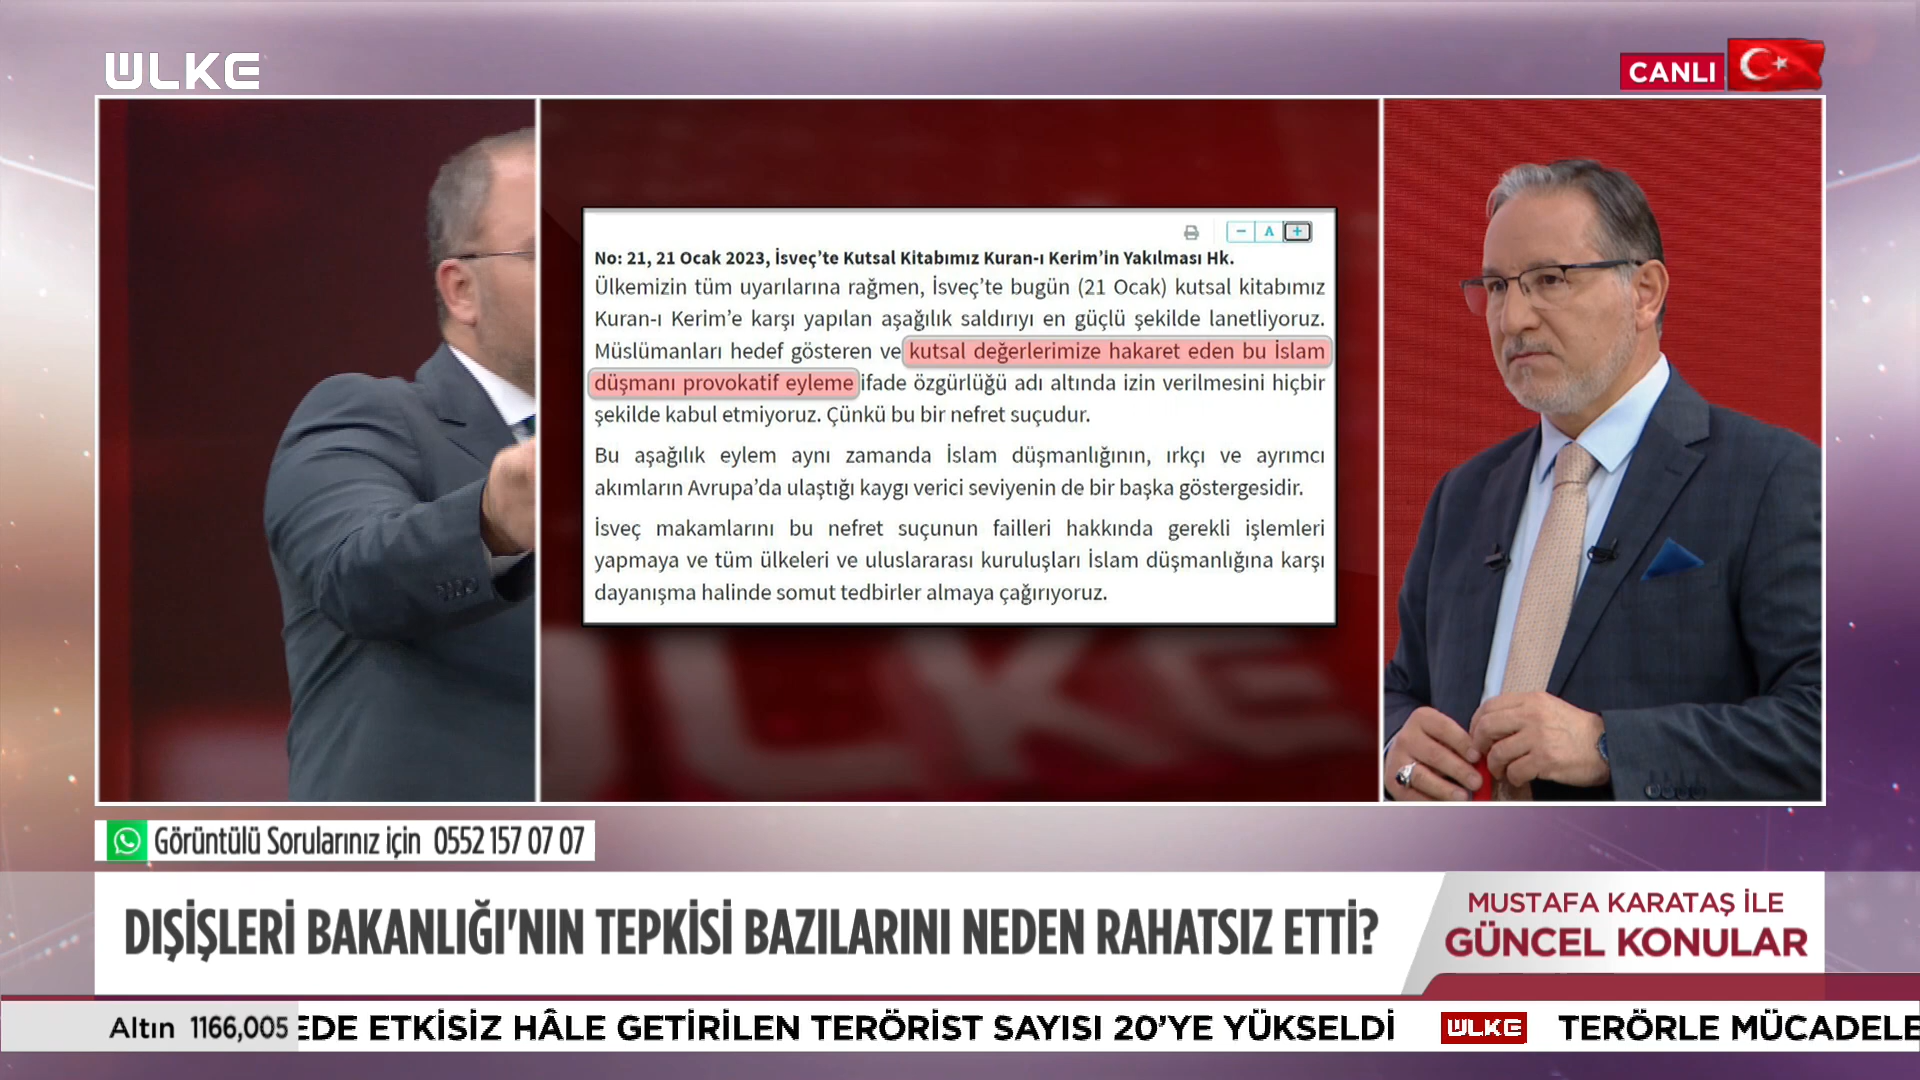 ÜLKE
CANLI
No: 21, 21 Ocak 2023, İsveç'te Kutsal Kitabımız Kuran-ı Kerim'in Yakılması Hk.
Ülkemizin tüm uyarılarına rağmen, İsveç'te bugün (21 Ocak) kutsal kitabımız
Kuran-ı Kerim'e karşı yapılan aşağılık saldırıyı en güçlü şekilde lanetliyoruz.
Müslümanları hedef gösteren ve kutsal değerlerimize hakaret eden bu İslam
düşmanı provokatif eyleme ifade özgürlüğü adı altında izin verilmesini hiçbir
şekilde kabul etmiyoruz. Çünkü bu bir nefret suçudur.
Bu aşağılık eylem aynı zamanda İslam düşmanlığının, ırkçı ve ayrımcı
akımların Avrupa'da ulaştığı kaygı verici seviyenin de bir başka göstergesidir.
İsveç makamlarını bu nefret suçunun failleri hakkında gerekli işlemleri
yapmaya ve tüm ülkeleri ve uluslararası kuruluşları İslam düşmanlığına karşı
dayanışma halinde somut tedbirler almaya çağırıyoruz.
Görüntülü Sorularınız için 0552 157 07 07
DIŞİŞLERİ BAKANLIĞI'NIN TEPKİSİ BAZILARINI NEDEN RAHATSIZ ETTİ?
MUSTAFA KARATAŞ İLE
GÜNCEL KONULAR
Altın 1166,005 EDE ETKİSİZ HÂLE GETİRİLEN TERÖRİST SAYISI 20'YE YÜKSELDİ ÜLKE TERÖRLE MÜCADELE